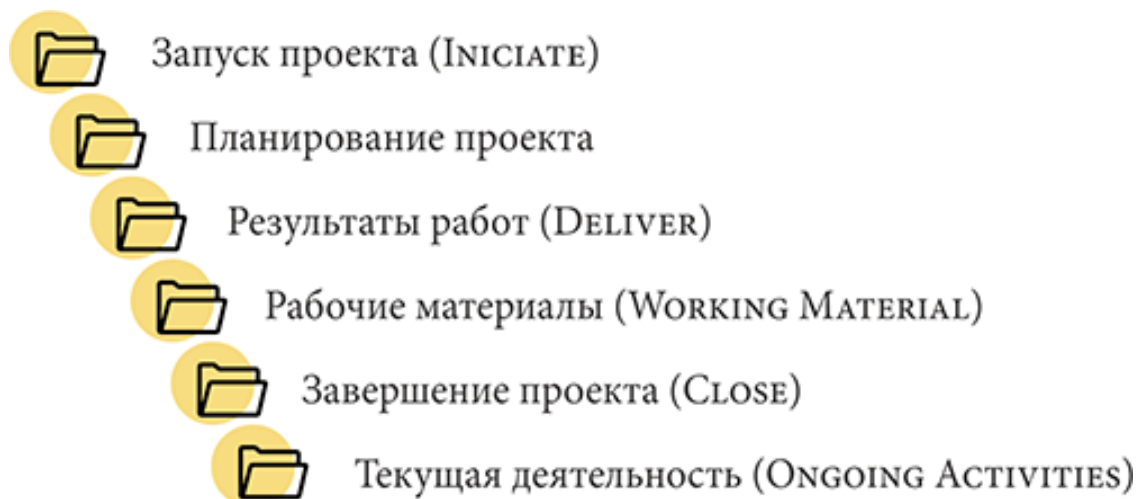 Запуск проекта (INICIATE)
Планирование проекта
Результаты работ (DELIVER)
Рабочие материалы (WORKING MATERIAL)
Завершение проекта (CLOSE)
Текущая деятельность (ONGOING ACTIVITIES)